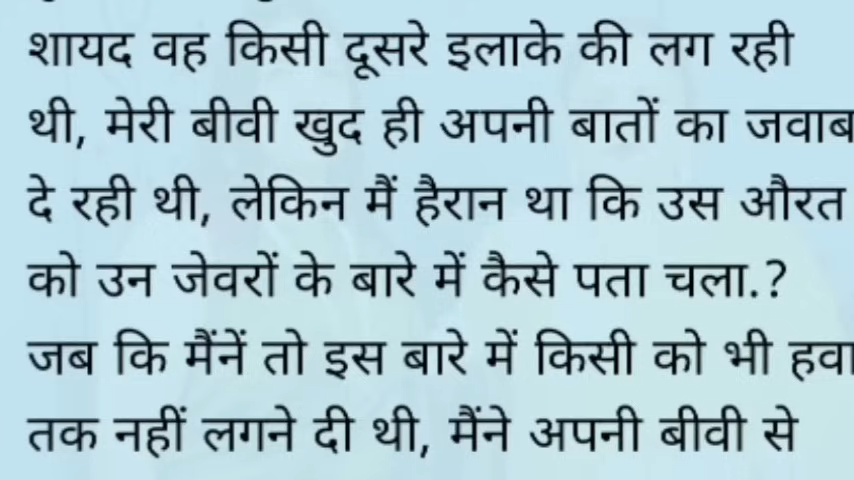 शायद वह किसी दूसरे इलाके की लग रही
थी, मेरी बीवी खुद ही अपनी बातों का जवाब
दे रही थी, लेकिन मैं हैरान था कि उस औरत
को उन जेवरों के बारे में कैसे पता चला.?
जब कि मैंनें तो इस बारे में किसी को भी हवा
तक नहीं लगने दी थी, मैंने अपनी बीवी से